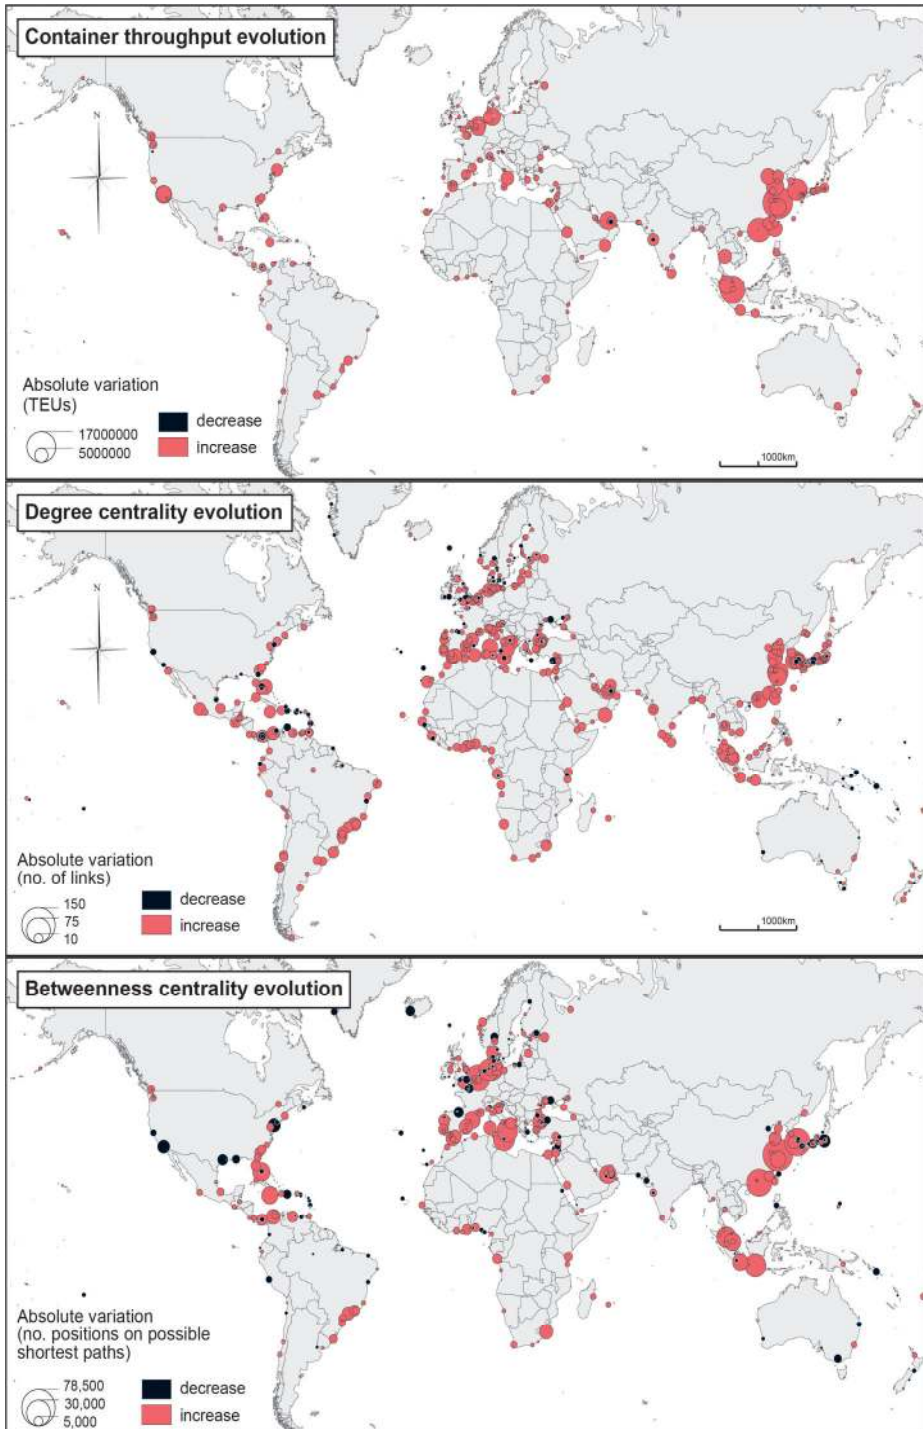 Container throughput evolution
N
Absolute variation
(TEUs)
17000000
5000000
decrease
increase
1000km
Degree centrality evolution
N
Absolute variation
(no. of links)
150
75
10
decrease
increase
1000km
Betweenness centrality evolution
Absolute variation
(no. positions on possible
shortest paths)
78,500
30,000
5,000
decrease
increase